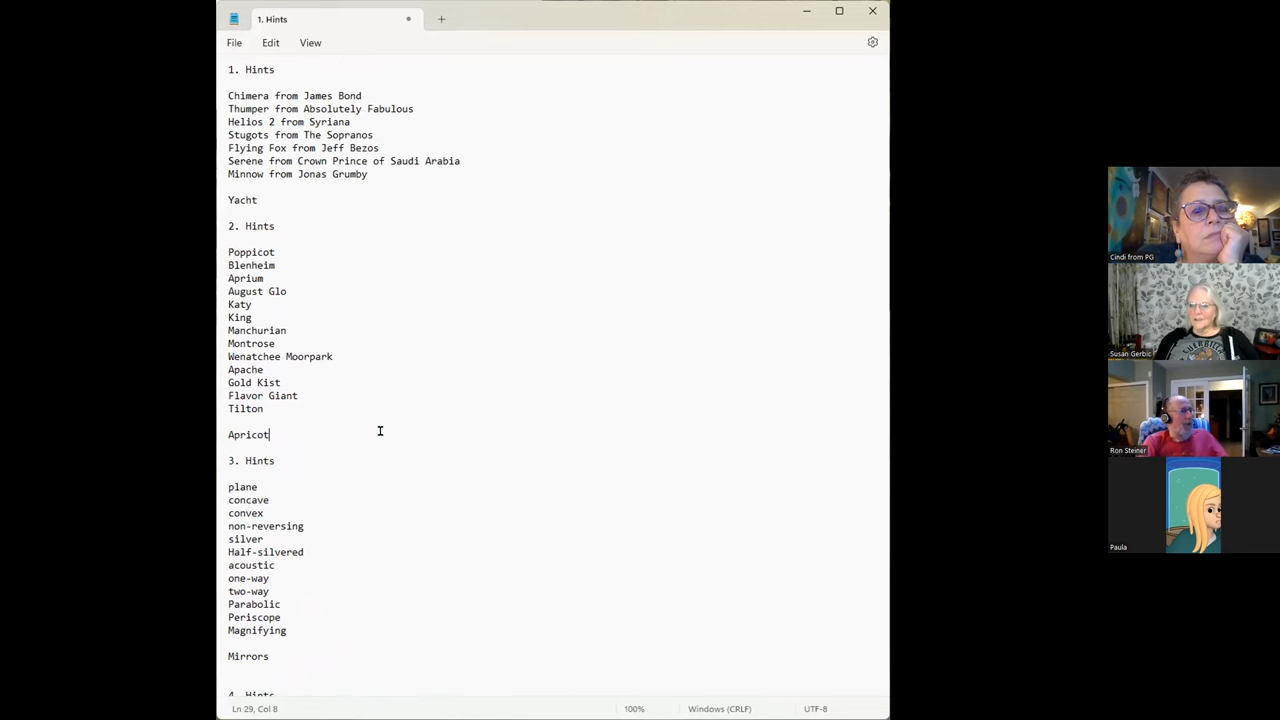 1. Hints
File Edit View
1. Hints
Chimera from James Bond
Thumper from Absolutely Fabulous
Helios 2 from Syriana
Stugots from The Sopranos
Flying Fox from Jeff Bezos
Serene from Crown Prince of Saudi Arabia
Minnow from Jonas Grumby
Yacht
2. Hints
Poppicot
Blenheim
Aprium
August Glo
Katy
King
Manchurian
Montrose
Wenatchee Moorpark
Apache
Gold Kist
Flavor Giant
Tilton
Apricot
3. Hints
plane
concave
convex
non-reversing
silver
Half-silvered
acoustic
one-way
two-way
Parabolic
Periscope
Magnifying
Mirrors
4. Hints
Ln 29, Col 8 100% Windows (CRLF) UTF-8
Cindi from PG
Susan Gerbic
Ron Steiner
Paula